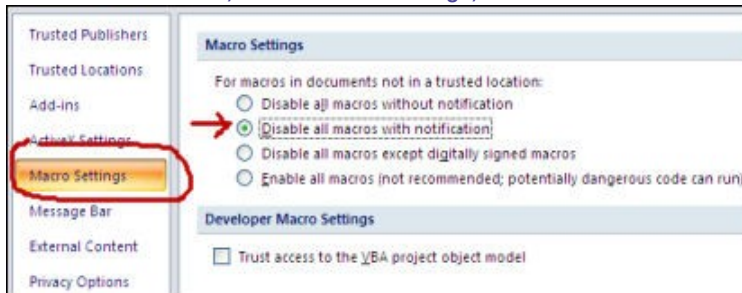 Trusted Publishers
Trusted Locations
Add-ins
ActiveX Settings
Macro Settings
Message Bar
External Content
Privacy Options
Macro Settings
For macros in documents not in a trusted location:
Disable all macros without notification
Disable all macros with notification
Disable all macros except digitally signed macros
Enable all macros (not recommended; potentially dangerous code can run)
Developer Macro Settings
Trust access to the VBA project object model